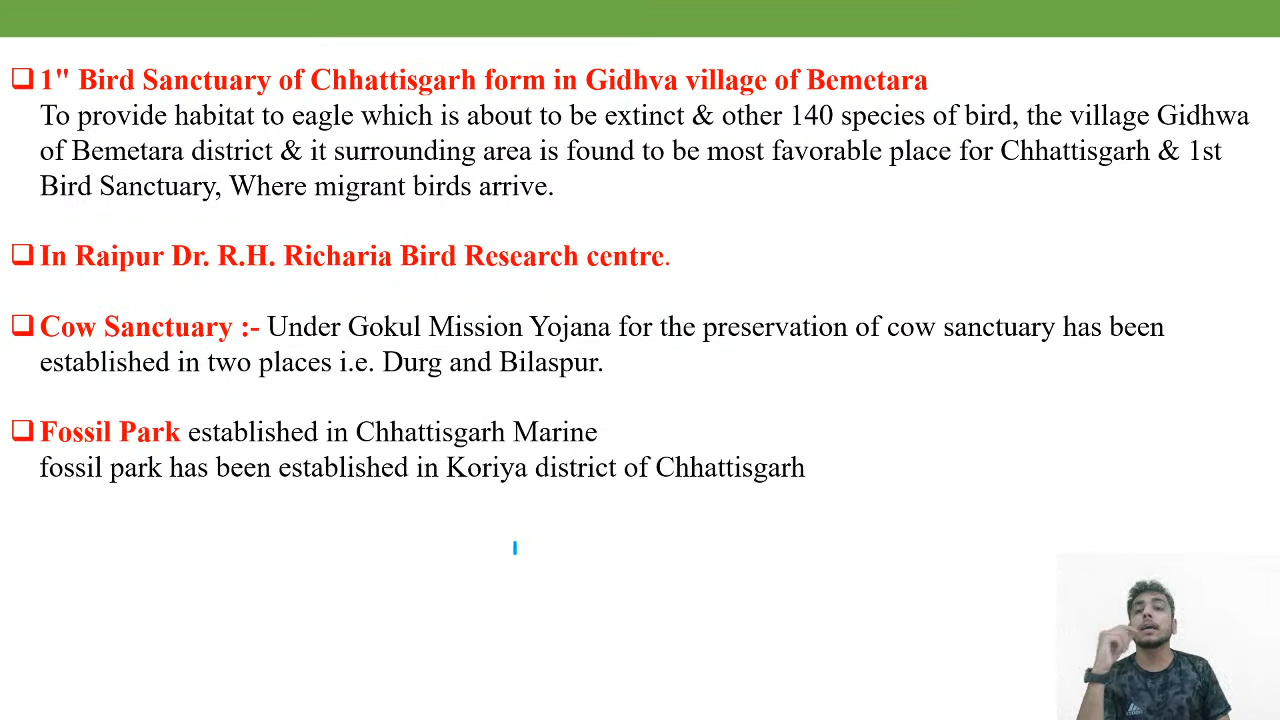 1" Bird Sanctuary of Chhattisgarh form in Gidhva village of Bemetara
To provide habitat to eagle which is about to be extinct & other 140 species of bird, the village Gidhwa
of Bemetara district & it surrounding area is found to be most favorable place for Chhattisgarh & 1st
Bird Sanctuary, Where migrant birds arrive.
In Raipur Dr. R.H. Richaria Bird Research centre.
Cow Sanctuary :- Under Gokul Mission Yojana for the preservation of cow sanctuary has been
established in two places i.e. Durg and Bilaspur.
Fossil Park established in Chhattisgarh Marine
fossil park has been established in Koriya district of Chhattisgarh